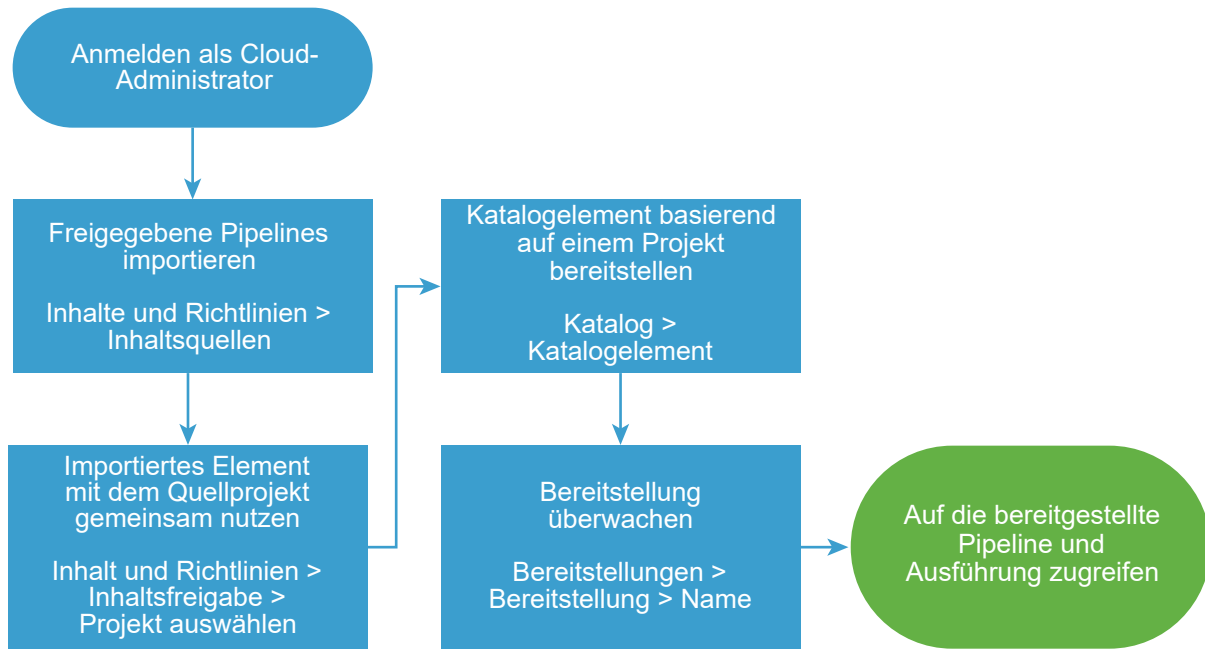 Anmelden als Cloud-
Administrator
Freigegebene Pipelines
importieren
Inhalte und Richtlinien >
Inhaltsquellen
Importiertes Element
mit dem Quellprojekt
gemeinsam nutzen
Inhalt und Richtlinien >
Inhaltsfreigabe >
Projekt auswählen
Katalogelement basierend
auf einem Projekt
bereitstellen
Katalog >
Katalogelement
Bereitstellung
überwachen
Bereitstellungen >
Bereitstellung > Name
Auf die bereitgestellte
Pipeline und
Ausführung zugreifen